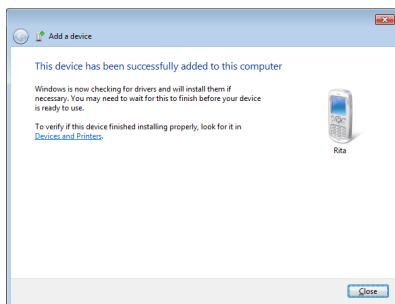 Add a device
This device has been successfully added to this computer
Windows is now checking for drivers and will install them if
necessary. You may need to wait for this to finish before your device
is ready to use.
To verify if this device finished installing properly, look for it in
Devices and Printers.
Rita
Close